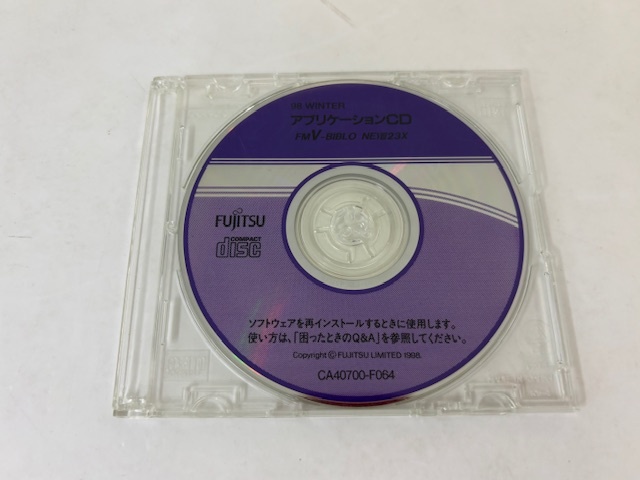 98 WINTER
アプリケーションCD
FMV-BIBLO NEⅢ/23X
FUJITSU
COMPACT
disc
ソフトウェアを再インストールするときに使用します。
使い方は、「困ったときのQ&A」を参照してください。
Copyright Ⓒ FUJITSU LIMITED 1998.
CA40700-F064